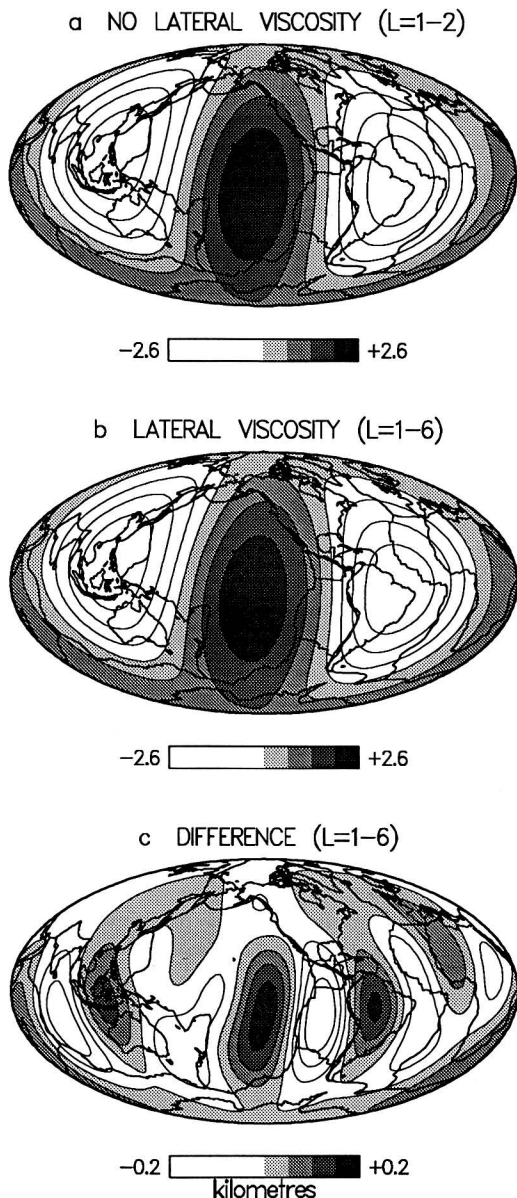 a NO LATERAL VISCOSITY (L=1-2)
-2.6 +2.6
b LATERAL VISCOSITY (L=1-6)
-2.6 +2.6
c DIFFERENCE (L=1-6)
-0.2 +0.2
kilometres